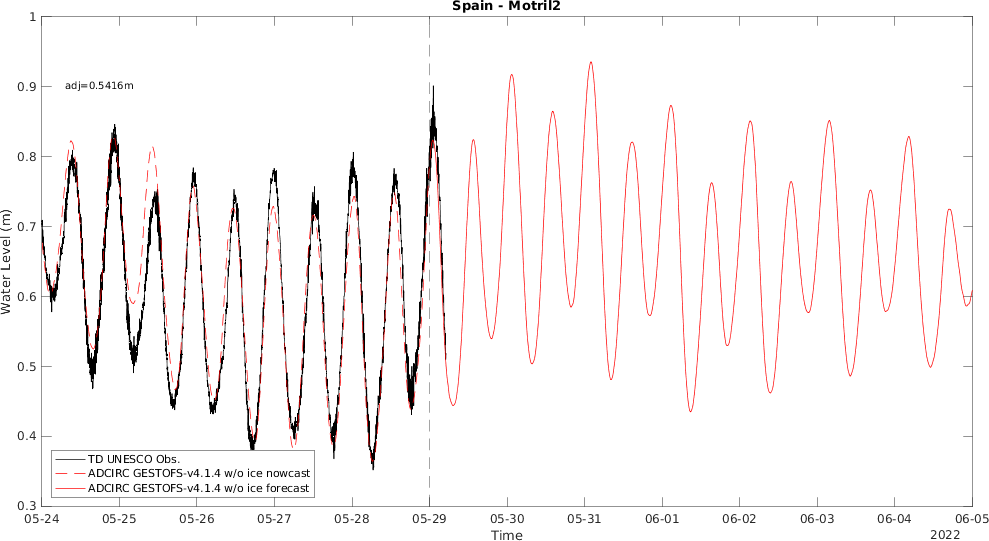 Spain - Motril2
1
0.9
0.8
0.7
0.6
0.5
0.4
0.3
Water Level (m)
adj=0.5416m
TD UNESCO Obs.
ADCIRC GESTOFS-v4.1.4 w/o ice nowcast
ADCIRC GESTOFS-v4.1.4 w/o ice forecast
05-24 05-25 05-26 05-27 05-28 05-29 05-30 05-31 06-01 06-02 06-03 06-04 06-05
Time
2022